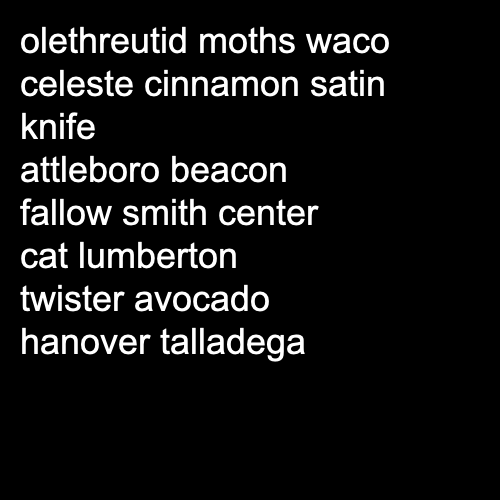 olethreutid moths waco
celeste cinnamon satin
knife
attleboro beacon
fallow smith center
cat lumberton
twister avocado
hanover talladega